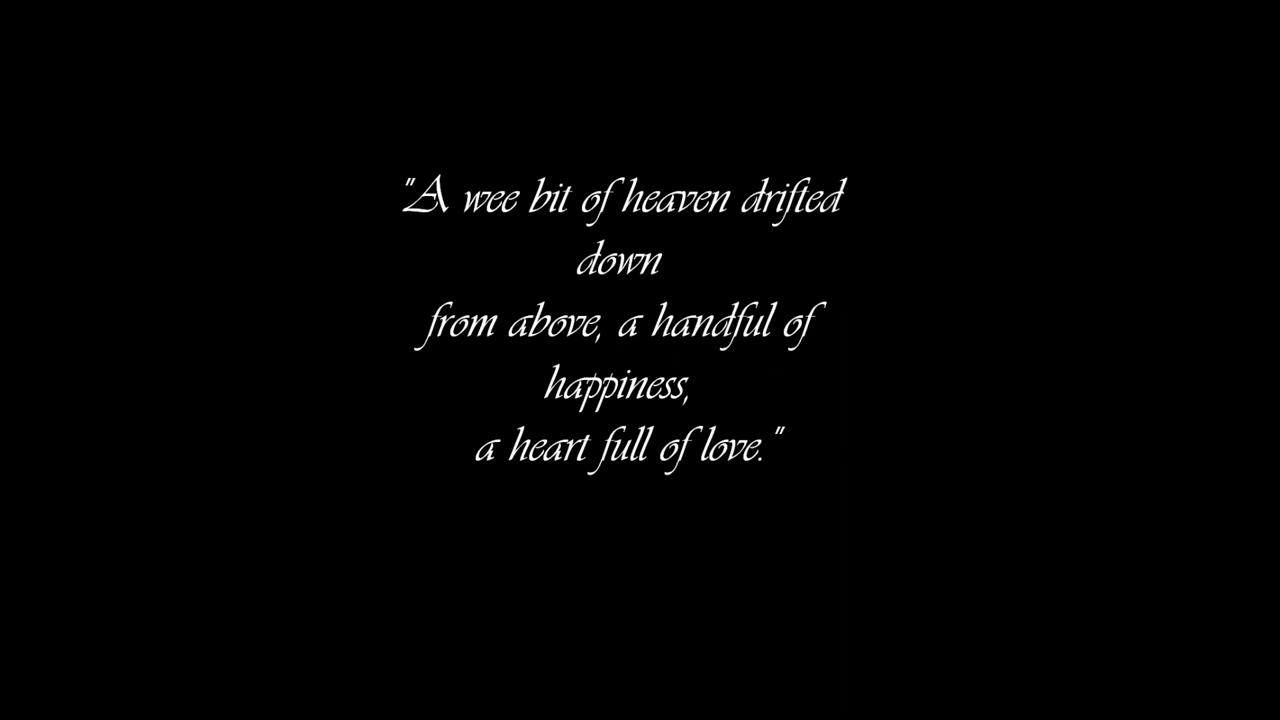 "A wee bit of heaven drifted
down
from above, a handful of
happiness,
a heart full of love."